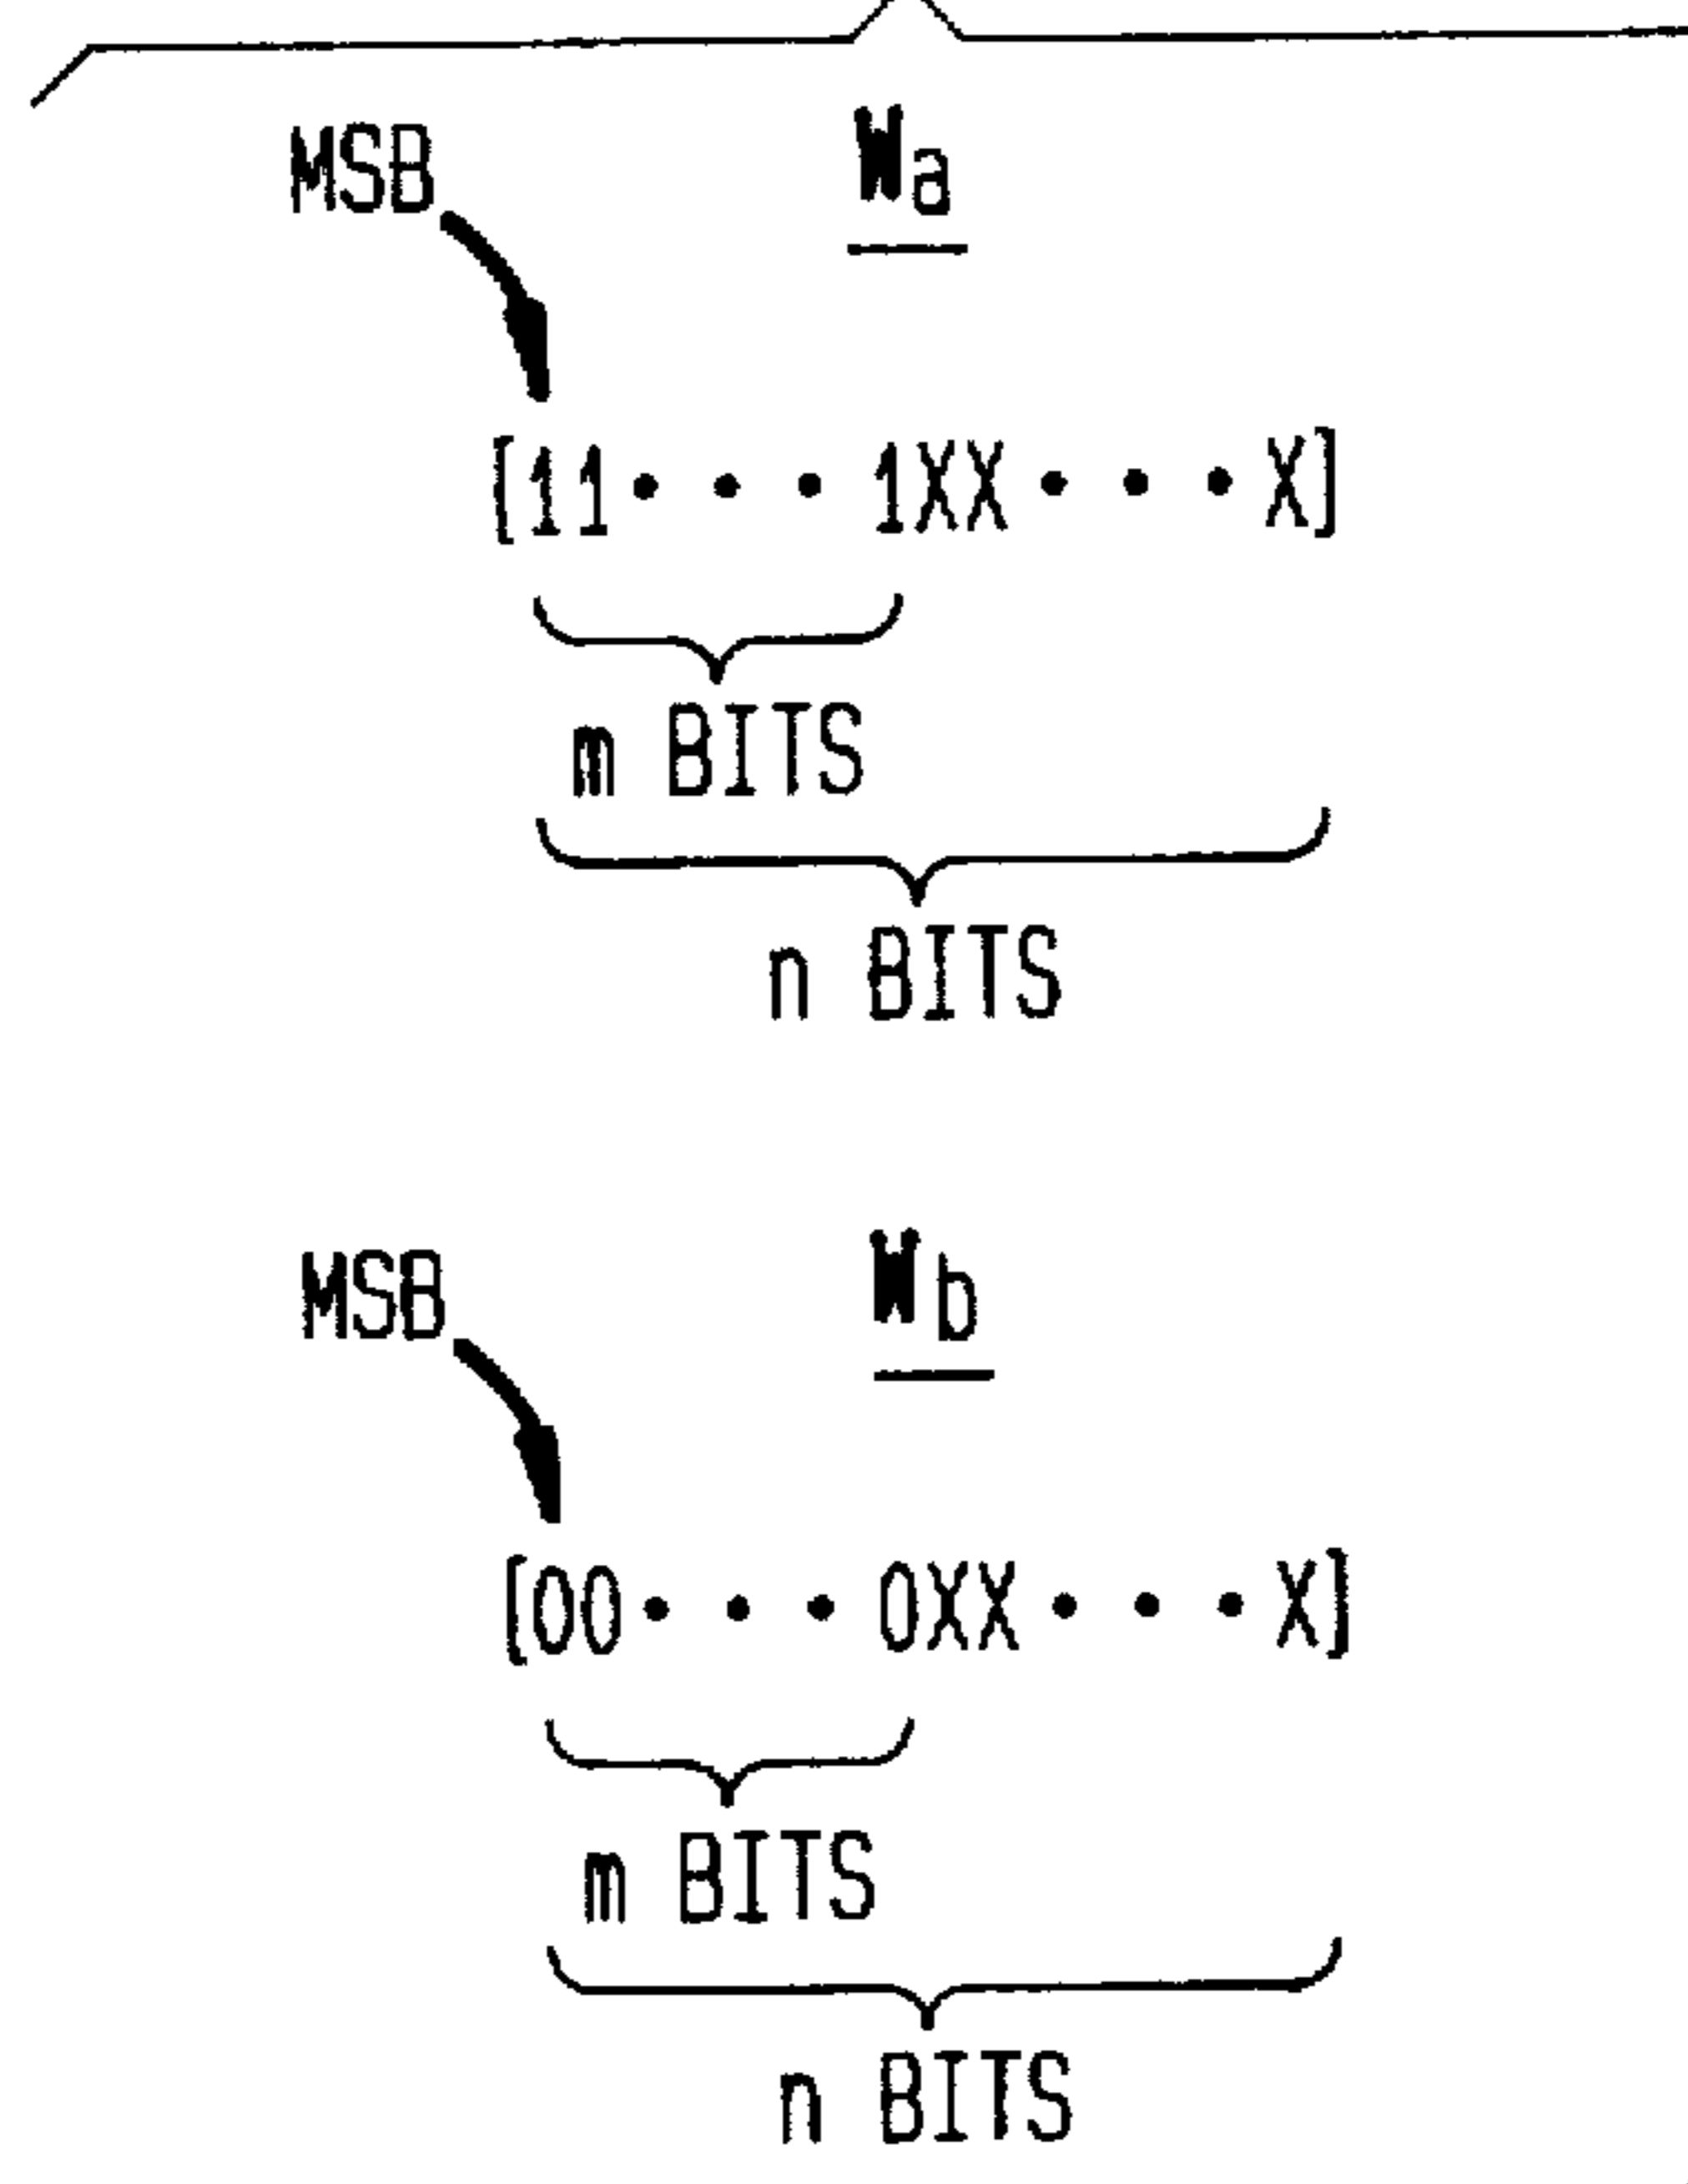 MSB
Wa
[11• • • 1XX• • • X]
m BITS
n BITS
MSB
Wb
[00• • • 0XX• • • X]
m BITS
n BITS